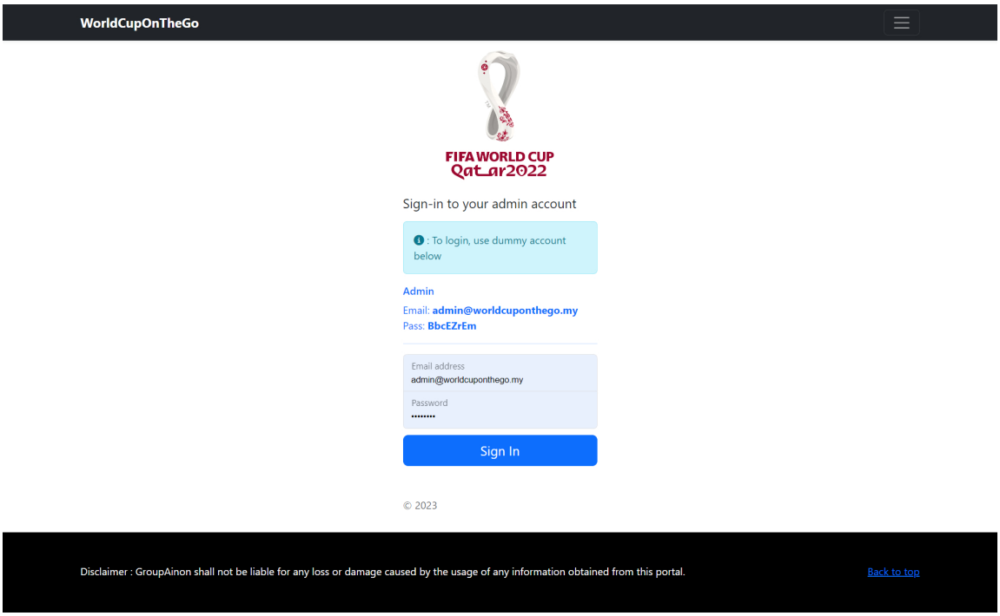 WorldCupOnTheGo
FIFA WORLD CUP
Qatar2022
Sign-in to your admin account
: To login, use dummy account
below
Admin
Email: admin@worldcuponthego.my
Pass: BbcEZrEm
Email address
admin@worldcuponthego.my
Password
••••••••
Sign In
© 2023
Disclaimer : GroupAinon shall not be liable for any loss or damage caused by the usage of any information obtained from this portal.
Back to top